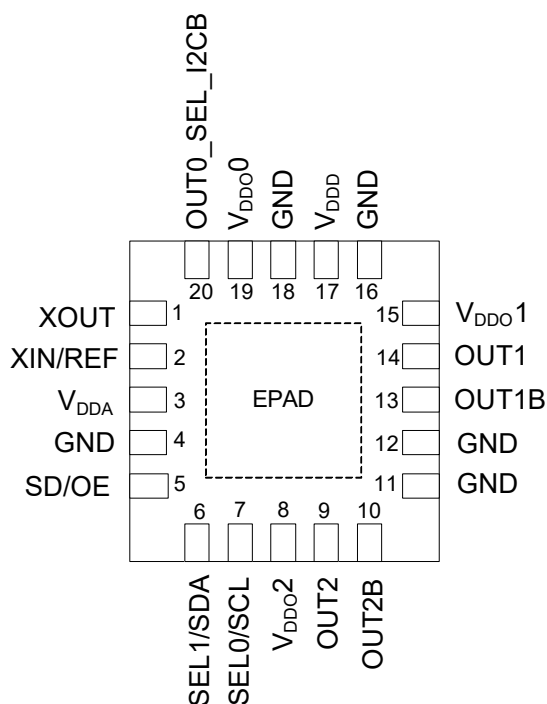 OUT0_SEL_I2CB
VDDO0
GND
VDDD
GND
20
19
18
17
16
XOUT
1
XIN/REF
2
VDDA
3
GND
4
SD/OE
5
EPAD
15
VDDO1
14
OUT1
13
OUT1B
12
GND
11
GND
6
7
8
9
10
SEL1/SDA
SEL0/SCL
VDDO2
OUT2
OUT2B